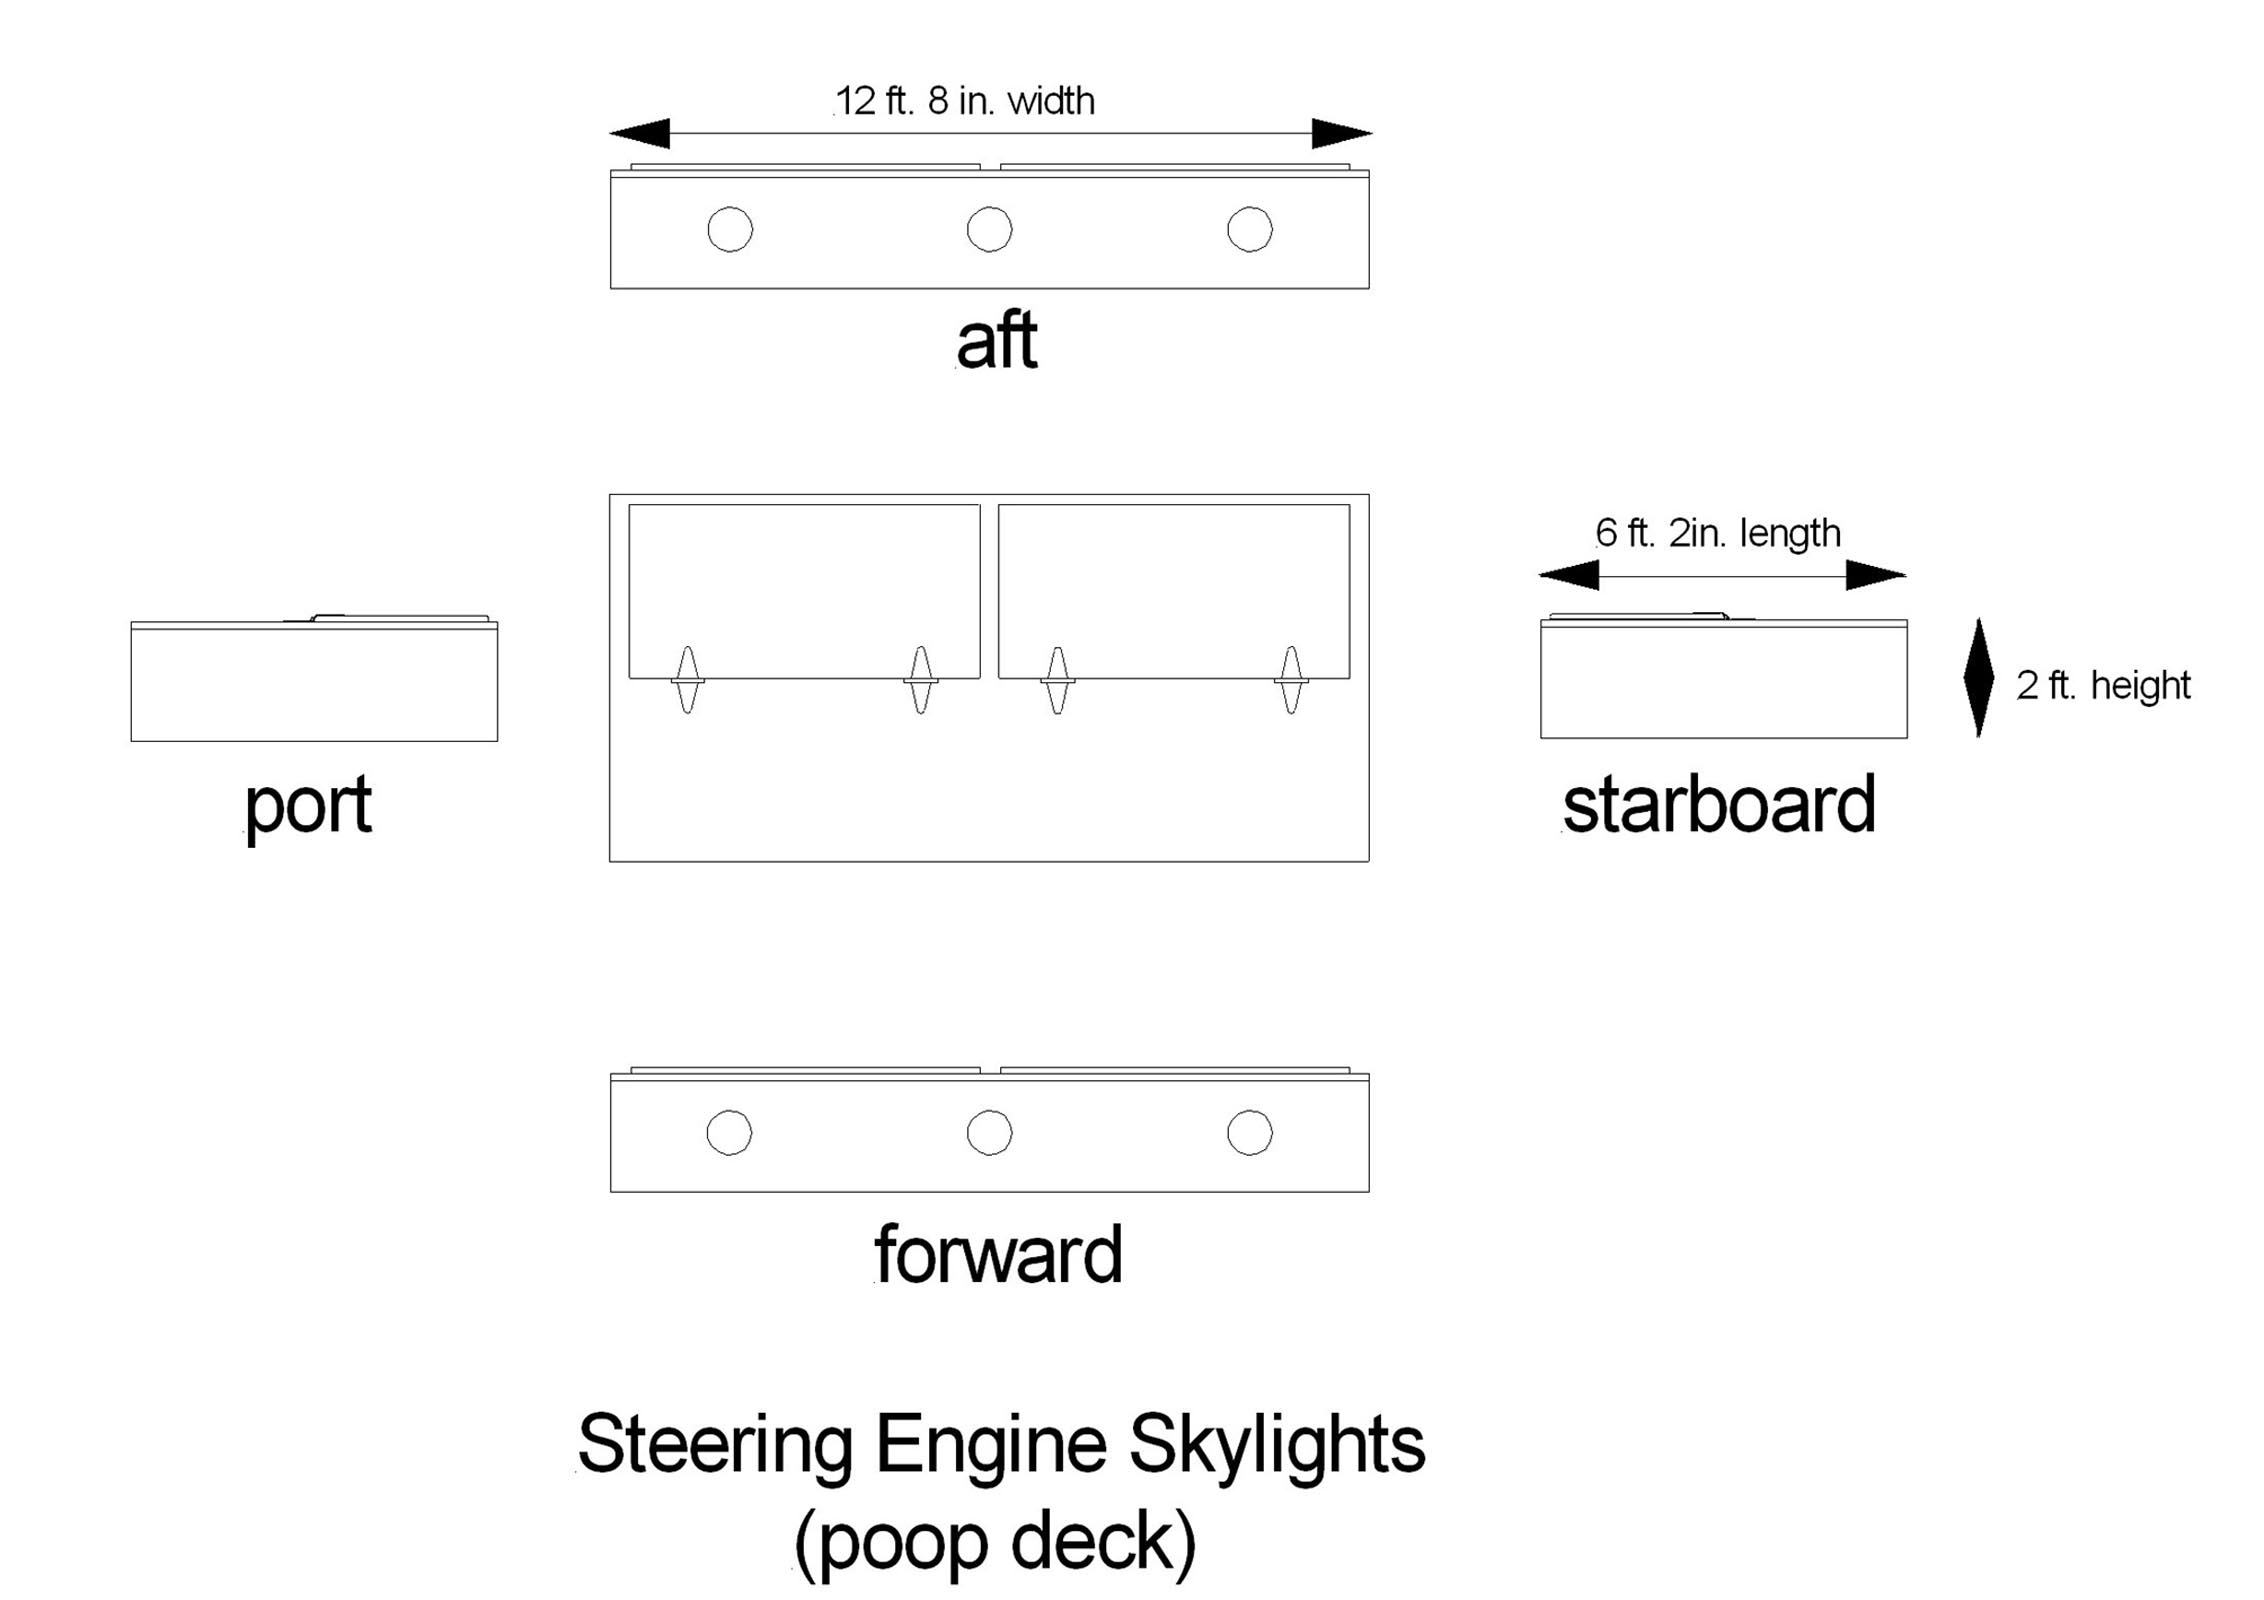 12 ft. 8 in. width
aft
6 ft. 2in. length
2 ft. height
port
starboard
forward
Steering Engine Skylights
(poop deck)